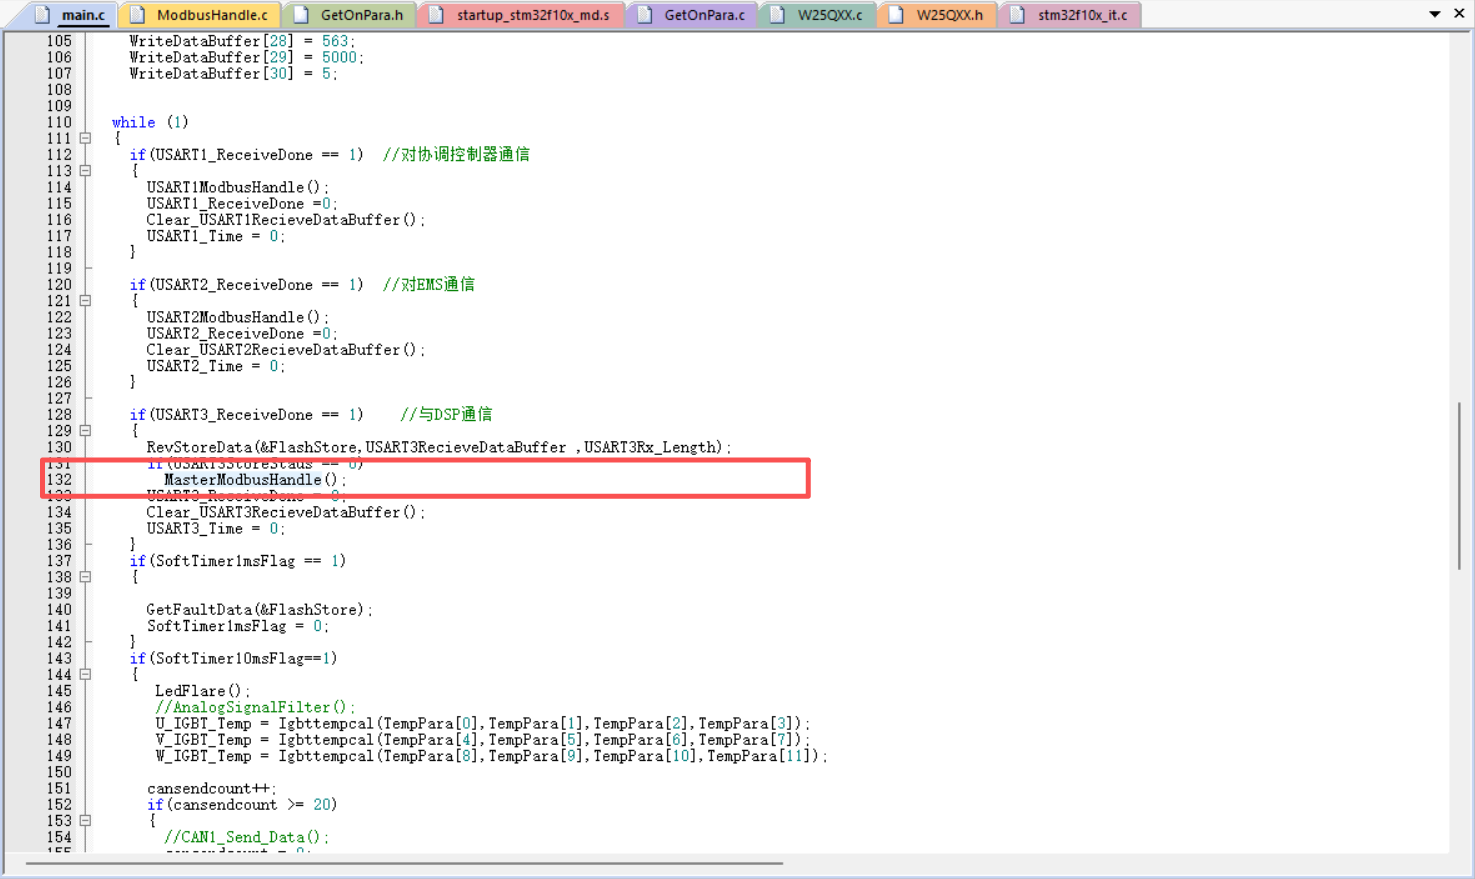 main.c ModbusHandle.c GetOnPara.h startup_stm32f10x_md.s GetOnPara.c W25QXX.c W25QXX.h stm32f10x_it.c
105 WriteDataBuffer[28] = 563;
106 WriteDataBuffer[29] = 5000;
107 WriteDataBuffer[30] = 5;
108
109
110 while (1)
111 {
112 if(USART1_ReceiveDone == 1) //对协调控制器通信
113 {
114 USART1ModbusHandle();
115 USART1_ReceiveDone =0;
116 Clear_USART1RecieveDataBuffer();
117 USART1_Time = 0;
118 }
119
120 if(USART2_ReceiveDone == 1) //对EMS通信
121 {
122 USART2ModbusHandle();
123 USART2_ReceiveDone =0;
124 Clear_USART2RecieveDataBuffer();
125 USART2_Time = 0;
126 }
127
128 if(USART3_ReceiveDone == 1) //与DSP通信
129 {
130 RevStoreData(&FlashStore,USART3RecieveDataBuffer ,USART3Rx_Length);
131 if(USART3StoreStaus == 0)
132 MasterModbusHandle();
133 USART3_ReceiveDone = 0;
134 Clear_USART3RecieveDataBuffer();
135 USART3_Time = 0;
136 }
137 if(SoftTimer1msFlag == 1)
138 {
139
140 GetFaultData(&FlashStore);
141 SoftTimer1msFlag = 0;
142 }
143 if(SoftTimer10msFlag==1)
144 {
145 LedFlare();
146 //AnalogSignalFilter();
147 U_IGBT_Temp = Igbttempcal(TempPara[0],TempPara[1],TempPara[2],TempPara[3]);
148 V_IGBT_Temp = Igbttempcal(TempPara[4],TempPara[5],TempPara[6],TempPara[7]);
149 W_IGBT_Temp = Igbttempcal(TempPara[8],TempPara[9],TempPara[10],TempPara[11]);
150
151 cansendcount++;
152 if(cansendcount >= 20)
153 {
154 //CAN1_Send_Data();
155 cansendcount = 0;